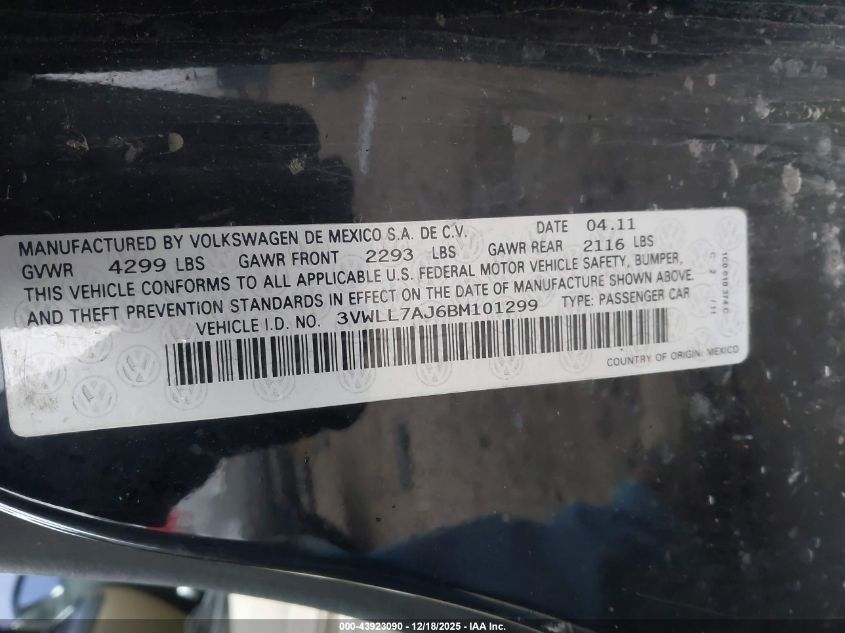 MANUFACTURED BY VOLKSWAGEN DE MEXICO S.A. DE C.V. DATE 04.11
GVWR 4299 LBS GAWR FRONT 2293 LBS GAWR REAR 2116 LBS
THIS VEHICLE CONFORMS TO ALL APPLICABLE U.S. FEDERAL MOTOR VEHICLE SAFETY, BUMPER,
AND THEFT PREVENTION STANDARDS IN EFFECT ON THE DATE OF MANUFACTURE SHOWN ABOVE.
VEHICLE I.D. NO. 3VWLL7AJ6BM101299 TYPE: PASSENGER CAR
COUNTRY OF ORIGIN: MEXICO
000-43923090 - 12/18/2025 - IAA Inc.